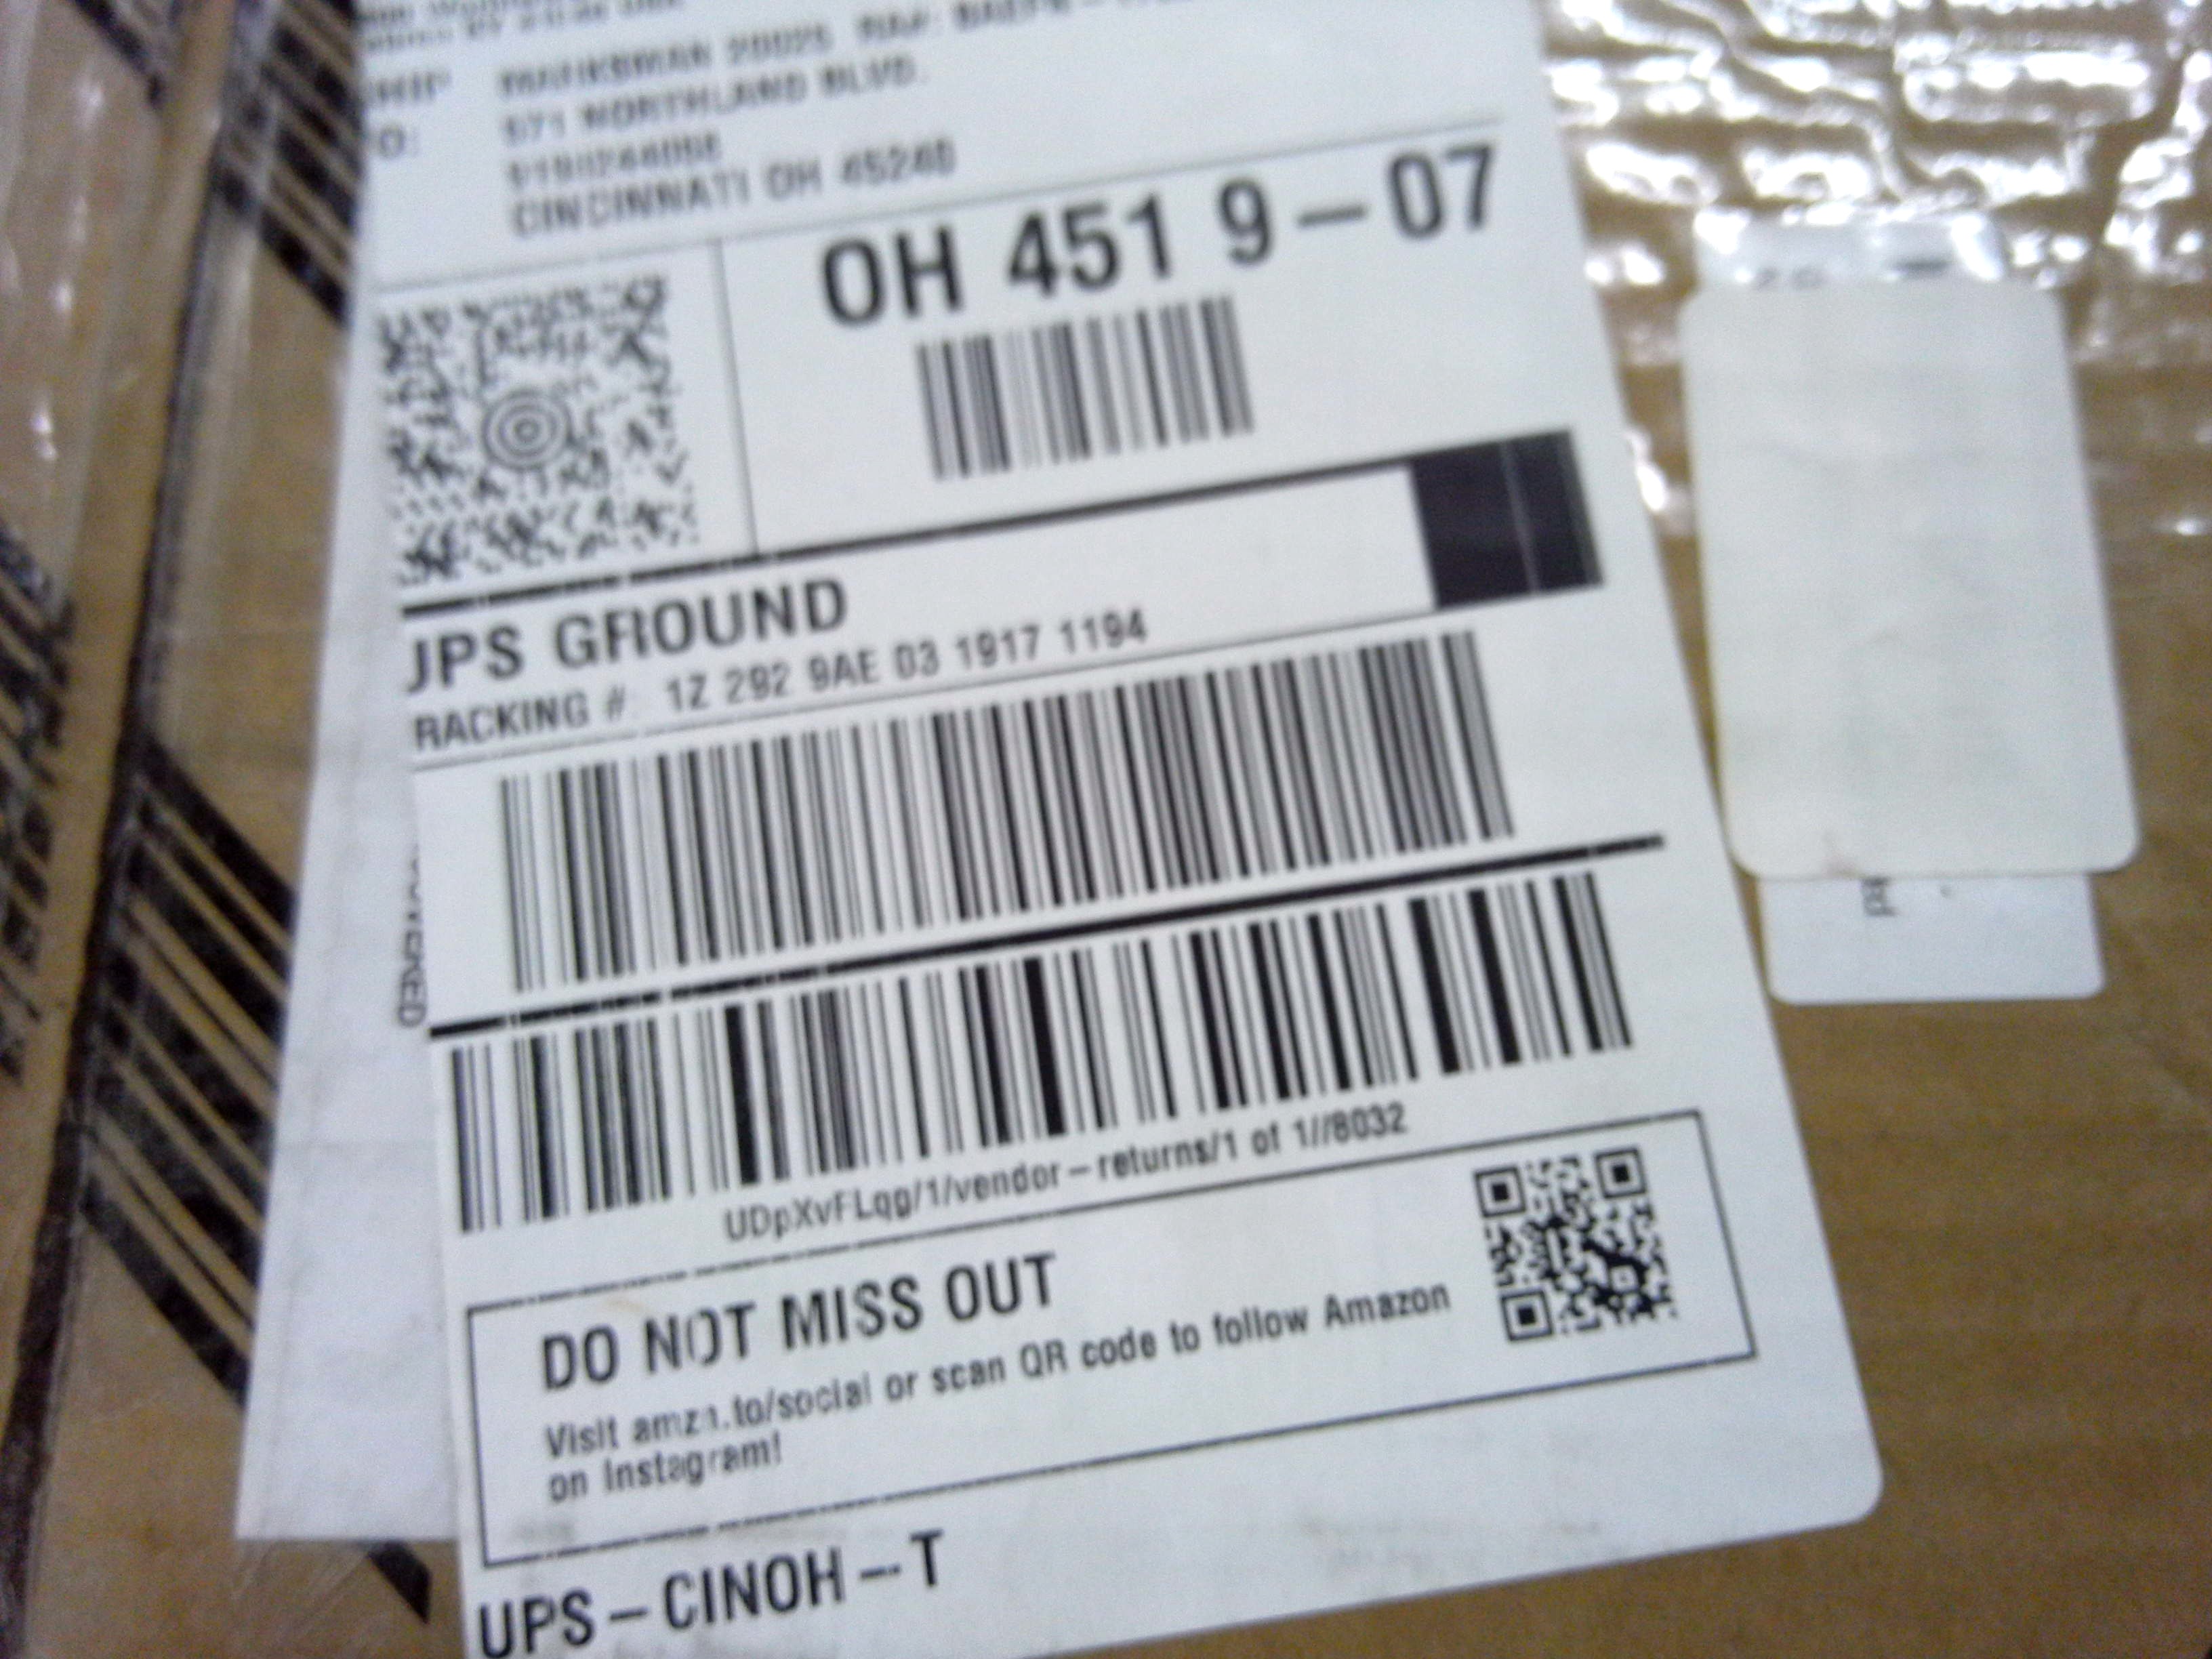 571 NORTHLAND BLVD.
CINCINNATI OH 45240
OH 451 9-07
JPS GROUND
RACKING #: 1Z 292 9AE 03 1917 1194
UDpXvFLqg/1/vendor-returns/1 of 1//8032
DO NOT MISS OUT
Visit amzn.to/social or scan QR code to follow Amazon
on Instagram!
UPS-CINOH-T